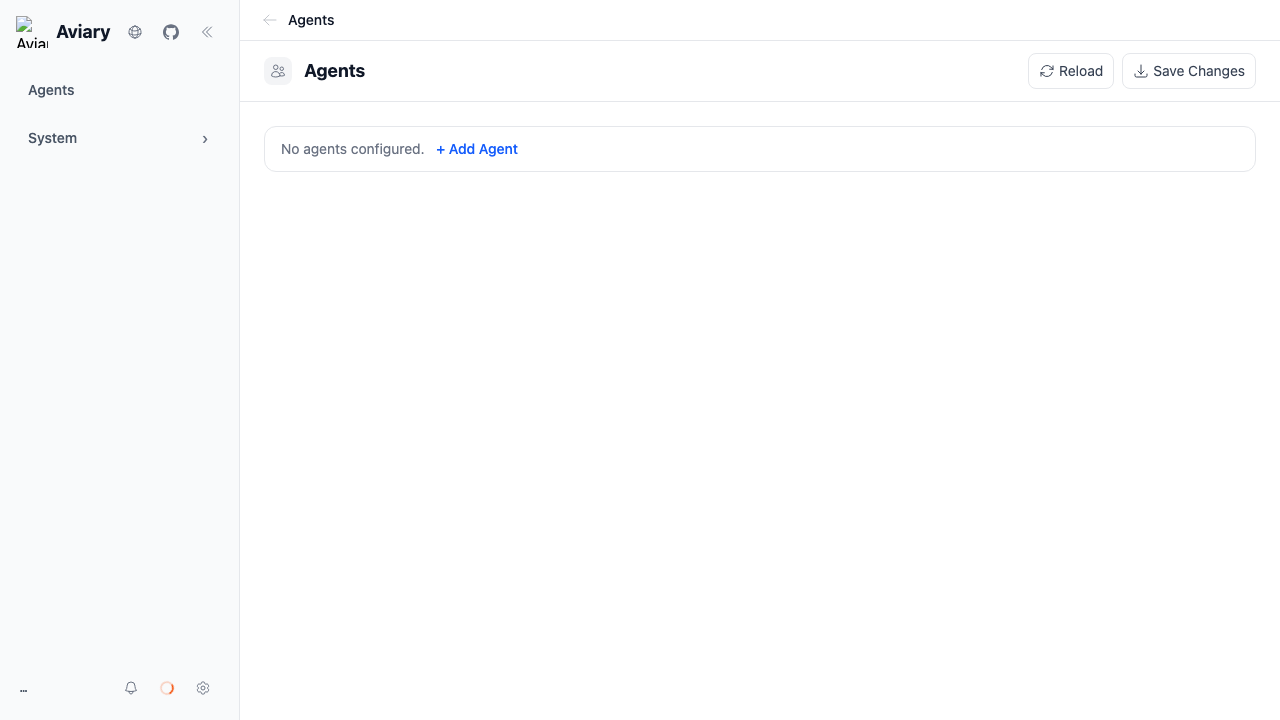 Aviary
Agents
System
...
Agents
Agents
Reload
Save Changes
No agents configured. + Add Agent